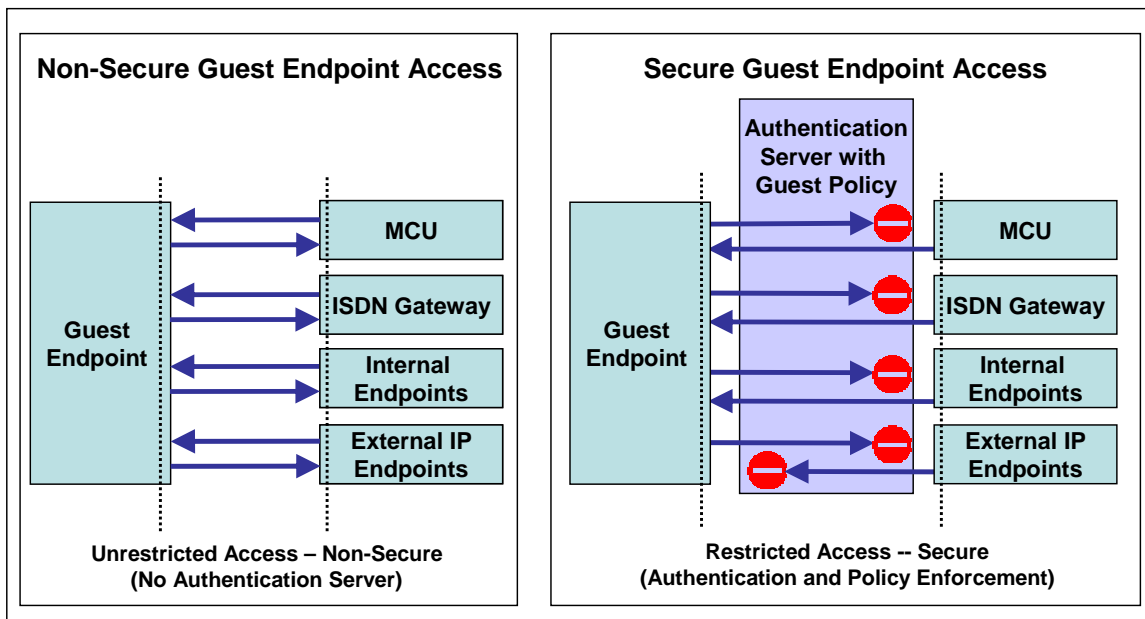 Non-Secure Guest Endpoint Access
Guest
Endpoint
MCU
ISDN Gateway
Internal
Endpoints
External IP
Endpoints
Unrestricted Access – Non-Secure
(No Authentication Server)
Secure Guest Endpoint Access
Authentication
Server with
Guest Policy
Guest
Endpoint
MCU
ISDN Gateway
Internal
Endpoints
External IP
Endpoints
Restricted Access -- Secure
(Authentication and Policy Enforcement)